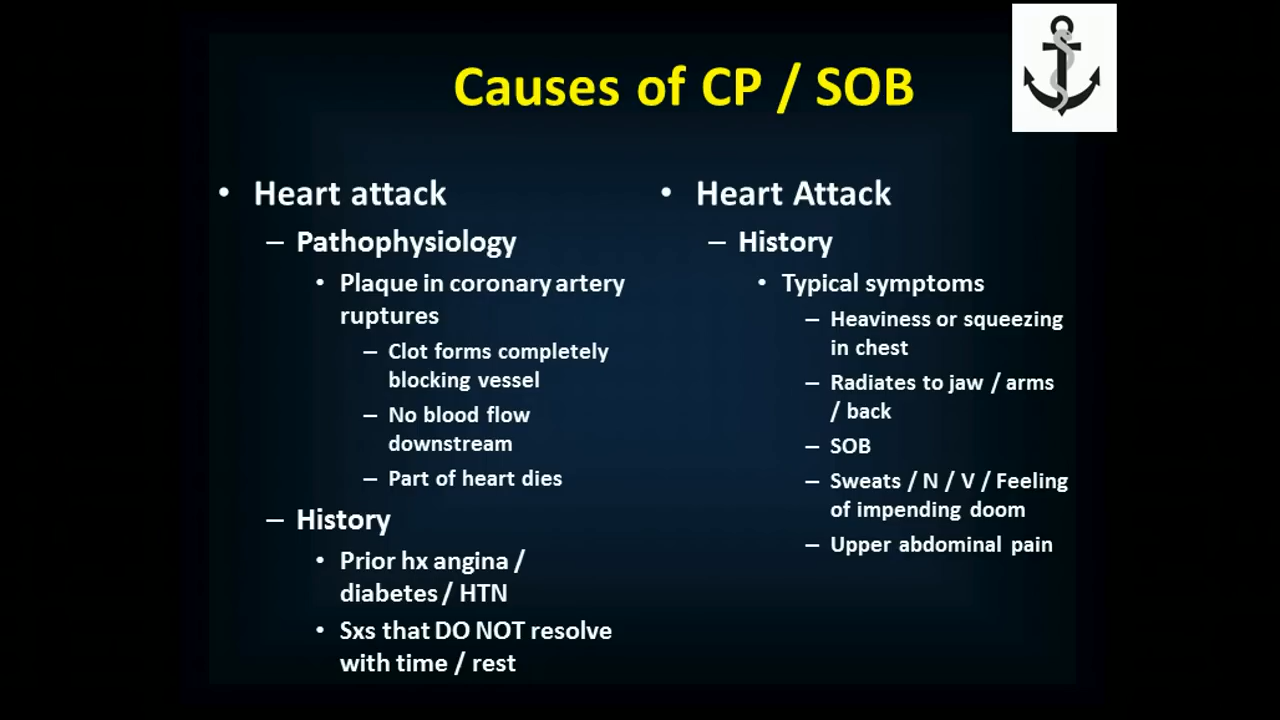 Causes of CP / SOB
• Heart attack
– Pathophysiology
• Plaque in coronary artery
ruptures
– Clot forms completely
blocking vessel
– No blood flow
downstream
– Part of heart dies
– History
• Prior hx angina /
diabetes / HTN
• Sxs that DO NOT resolve
with time / rest
• Heart Attack
– History
• Typical symptoms
– Heaviness or squeezing
in chest
– Radiates to jaw / arms
/ back
– SOB
– Sweats / N / V / Feeling
of impending doom
– Upper abdominal pain